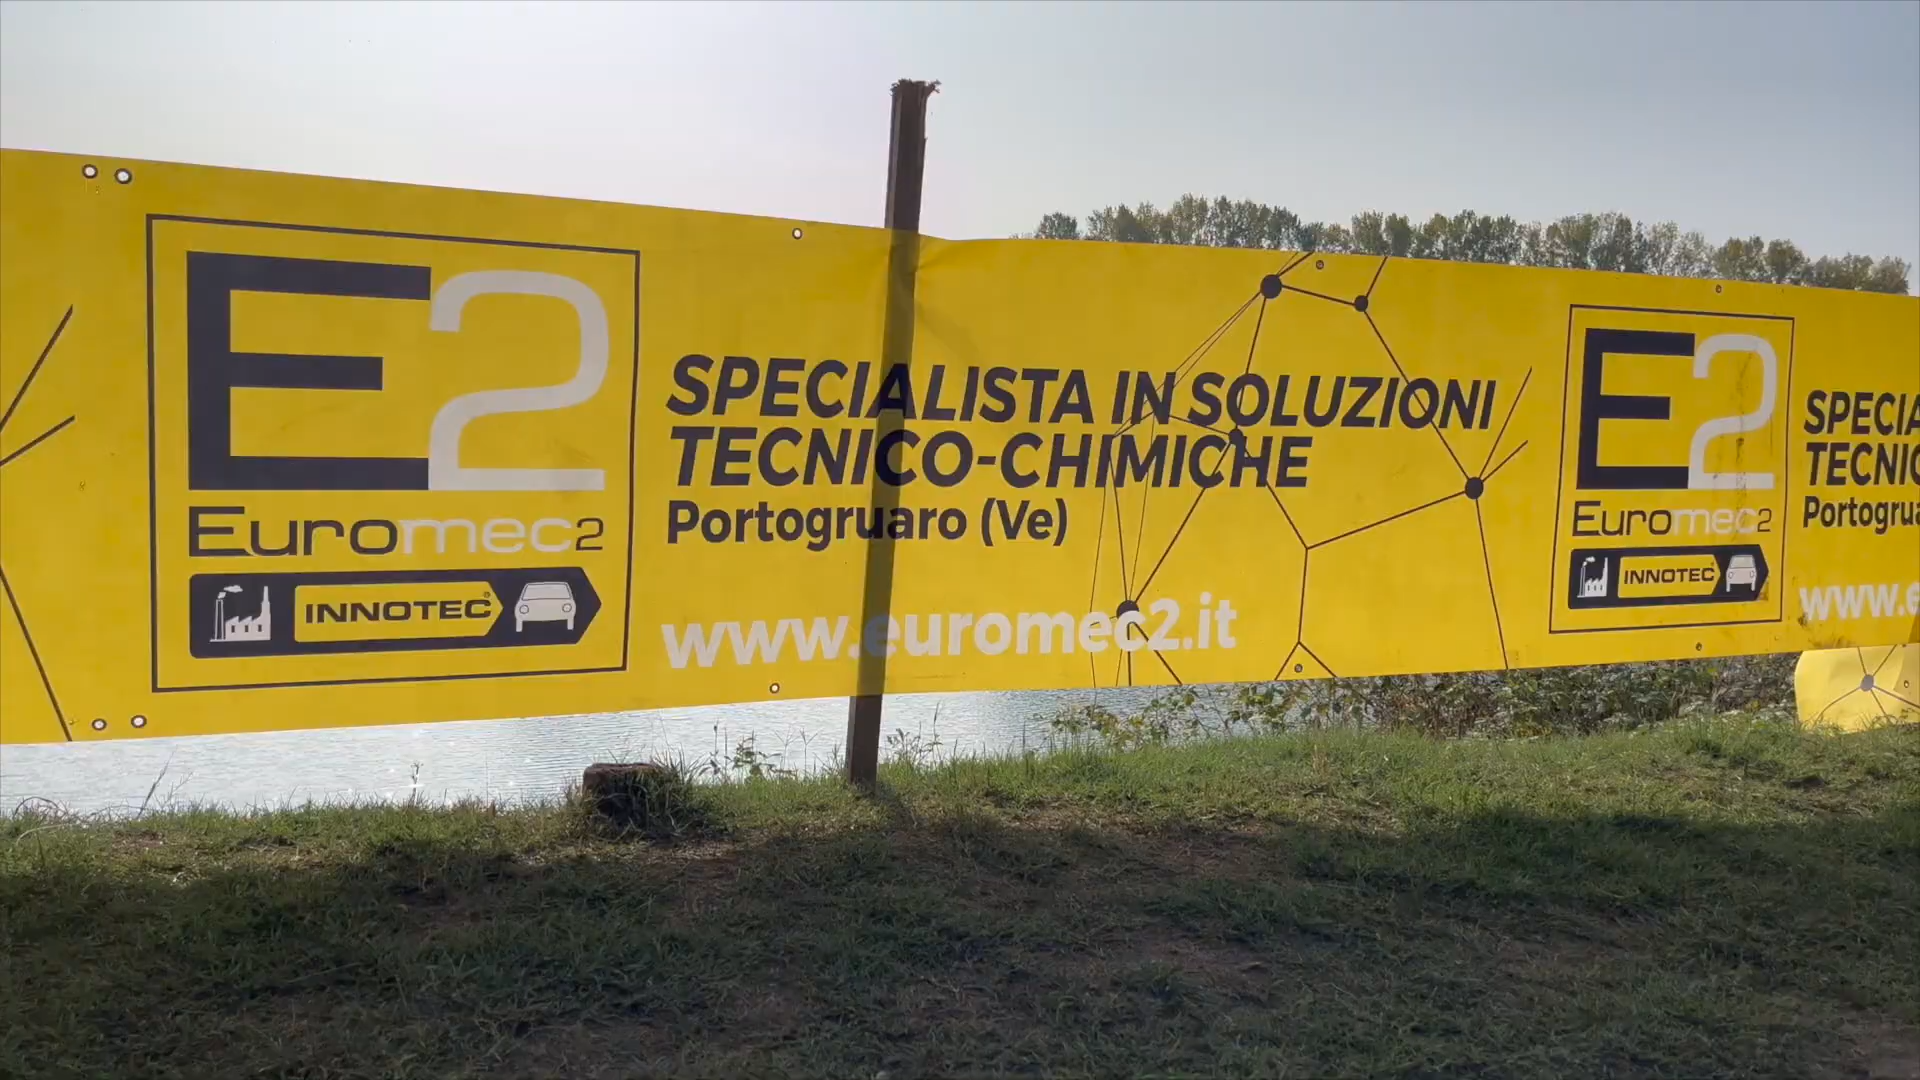 E2
Euromec2
INNOTEC®
SPECIALISTA IN SOLUZIONI
TECNICO-CHIMICHE
Portogruaro (Ve)
www.euromec2.it
E2
Euromec2
INNOTEC
SPECIA
TECNIC
Portogrua
www.e